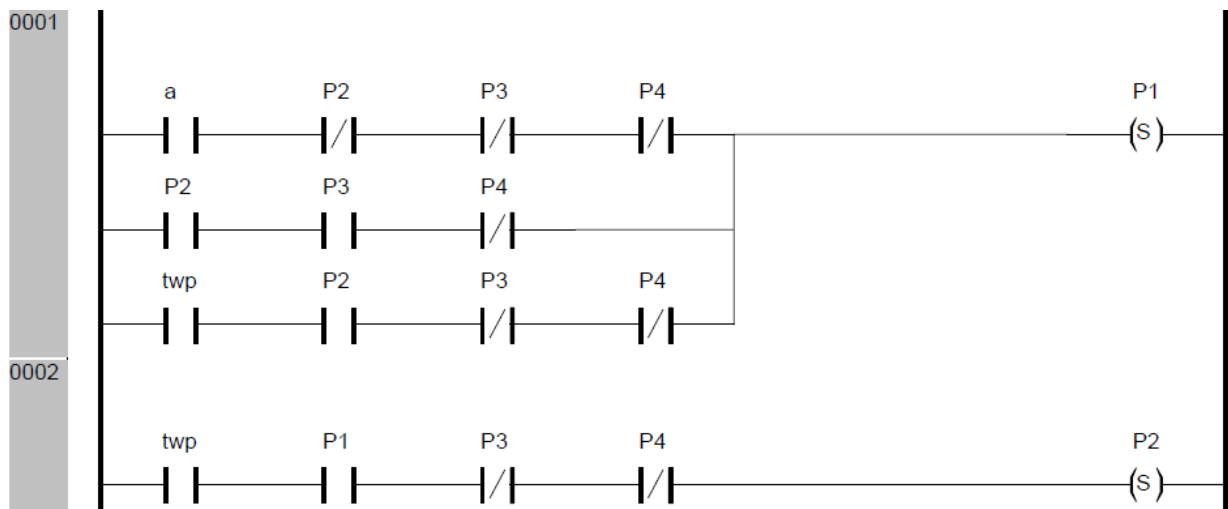 0001
a P2 P3 P4 P1
(S)
P2 P3 P4
twp P2 P3 P4
0002
twp P1 P3 P4 P2
(S)